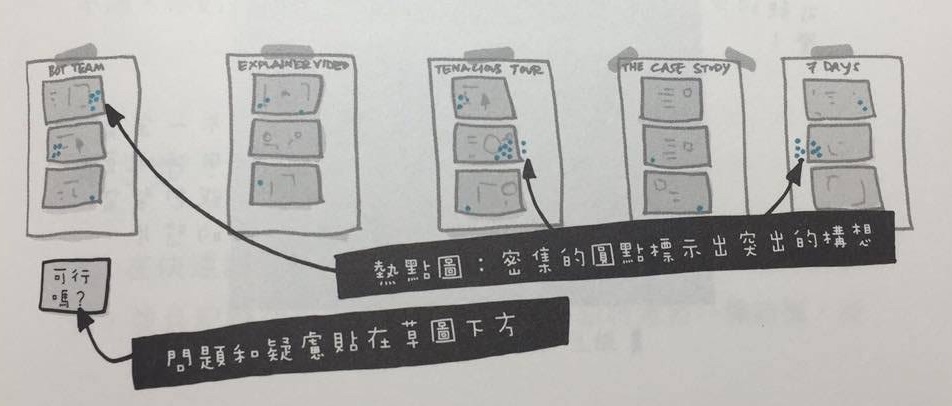 BOT TEAM
EXPLAINER VIDEO
TENACIOUS TOUR
THE CASE STUDY
7 DAYS
熱點圖：密集的圓點標示出突出的構想
可行
嗎？
問題和疑慮貼在草圖下方